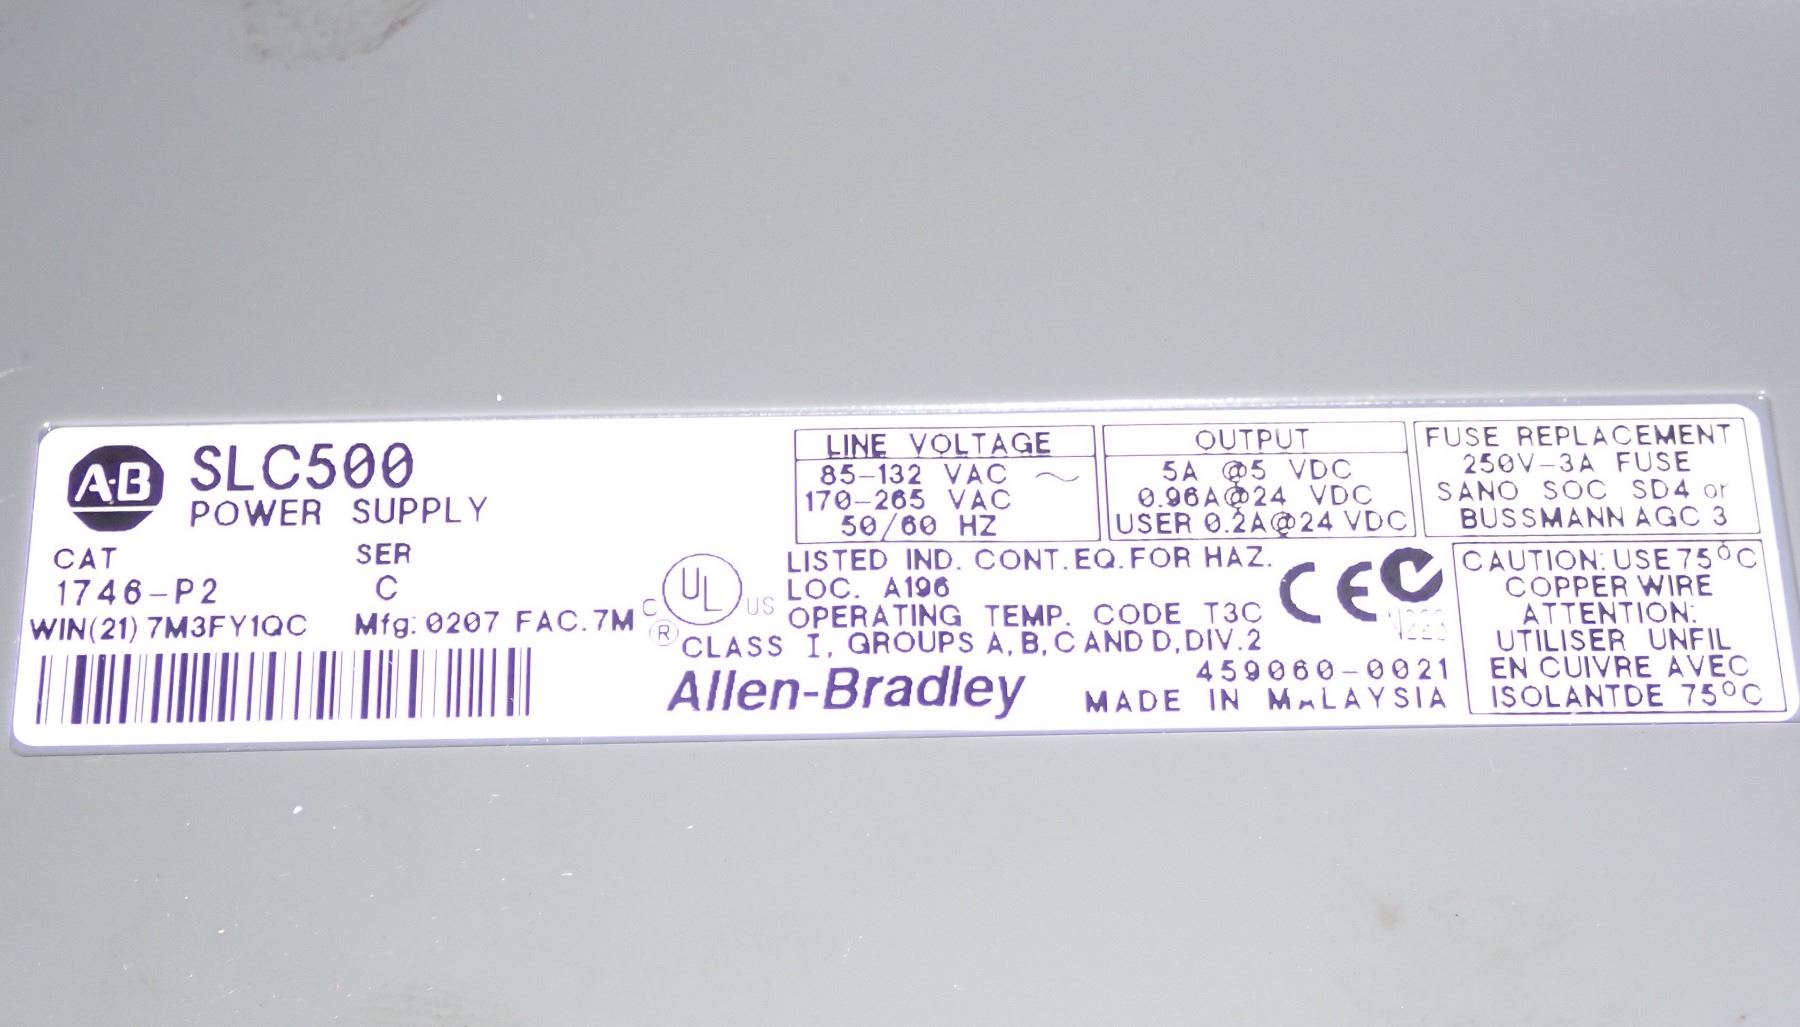 A·B
SLC500
POWER SUPPLY
CAT SER
1746-P2 C
WIN(21) 7M3FY1QC Mfg: 0207 FAC. 7M
C UL US
®
LINE VOLTAGE
85-132 VAC ~
170-265 VAC
50/60 HZ
OUTPUT
5A @5 VDC
0.96A@24 VDC
USER 0.2A@24 VDC
FUSE REPLACEMENT
250V-3A FUSE
SANO SOC SD4 or
BUSSMANN AGC 3
LISTED IND. CONT. EQ. FOR HAZ.
LOC. A196
OPERATING TEMP. CODE T3C
CLASS I, GROUPS A, B, C AND D, DIV.2
CE
Allen-Bradley
459060-0021
MADE IN MALAYSIA
CAUTION: USE 75°C
COPPER WIRE
ATTENTION:
UTILISER UNFIL
EN CUIVRE AVEC
ISOLANTDE 75°C